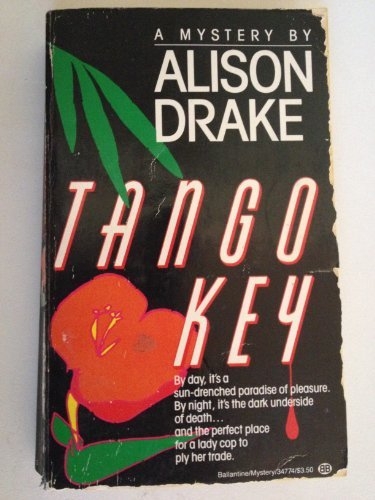 A MYSTERY BY
ALISON
DRAKE
TANGO
KEY
By day, it's a
sun-drenched paradise of pleasure.
By night, it's the dark underside
of death...
and the perfect place
for a lady cop to
ply her trade.
Ballantine/Mystery/34774/$3.50
BB